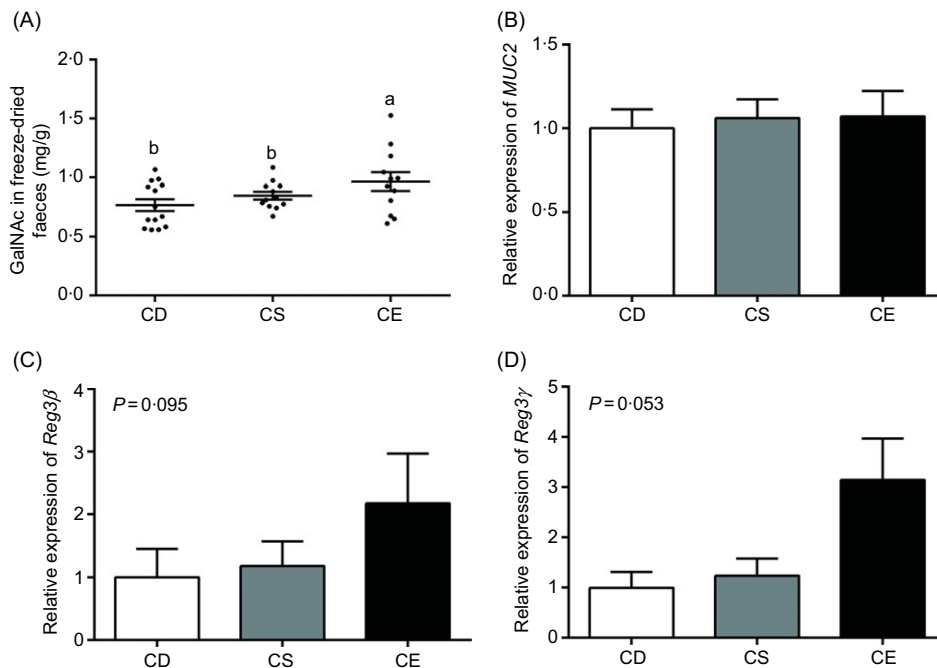 (A)
GalNAc in freeze-dried
faeces (mg/g)
2·0
1·5
1·0
0·5
0·0
b
b
a
CD
CS
CE
(B)
Relative expression of MUC2
1·5
1·0
0·5
0·0
CD
CS
CE
(C)
Relative expression of Reg3β
4
3
2
1
0
P = 0·095
CD
CS
CE
(D)
Relative expression of Reg3γ
5
4
3
2
1
0
P = 0·053
CD
CS
CE